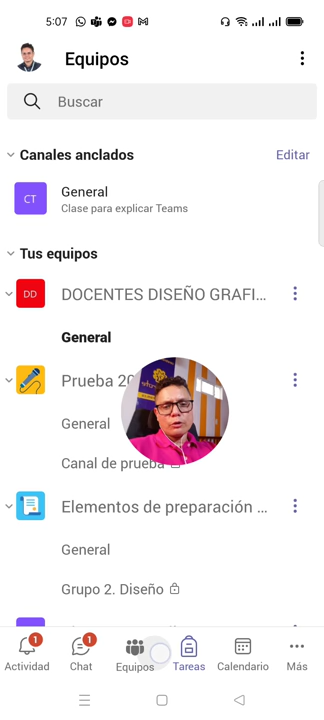 5:07
Equipos
Buscar
Canales anclados
Editar
CT
General
Clase para explicar Teams
Tus equipos
DD
DOCENTES DISEÑO GRAFI...
General
Prueba 20
General
Canal de prueba
Elementos de preparación ...
General
Grupo 2. Diseño
1
1
Actividad
Chat
Equipos
Tareas
Calendario
Más